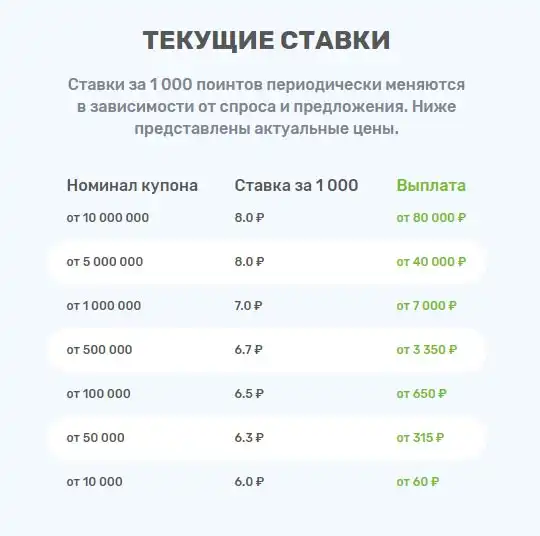 ТЕКУЩИЕ СТАВКИ
Ставки за 1 000 поинтов периодически меняются
в зависимости от спроса и предложения. Ниже
представлены актуальные цены.
Номинал купона Ставка за 1 000 Выплата
от 10 000 000 8.0 ₽ от 80 000 ₽
от 5 000 000 8.0 ₽ от 40 000 ₽
от 1 000 000 7.0 ₽ от 7 000 ₽
от 500 000 6.7 ₽ от 3 350 ₽
от 100 000 6.5 ₽ от 650 ₽
от 50 000 6.3 ₽ от 315 ₽
от 10 000 6.0 ₽ от 60 ₽